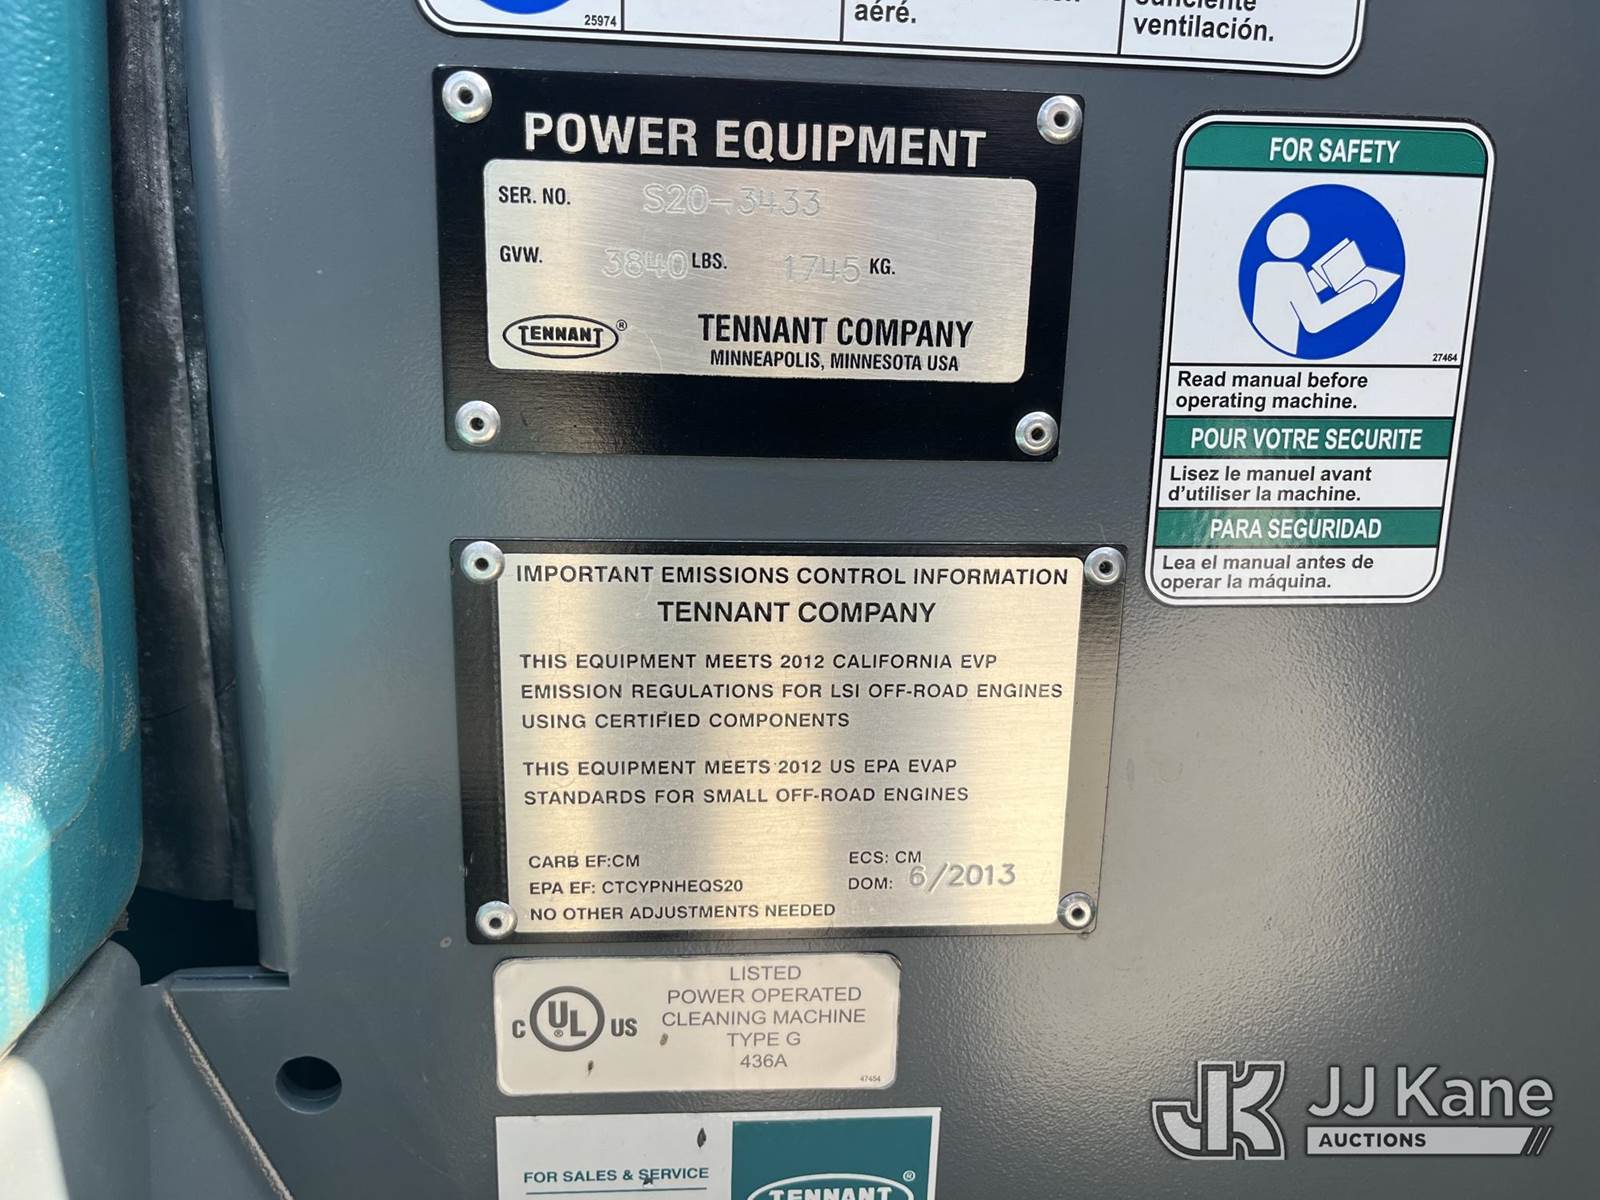 25974
aéré.
ventilación.
POWER EQUIPMENT
SER. NO. S20-3433
GVW. 3840 LBS. 1745 KG.
TENNANT ®
TENNANT COMPANY
MINNEAPOLIS, MINNESOTA USA
FOR SAFETY
27464
Read manual before
operating machine.
POUR VOTRE SECURITE
Lisez le manuel avant
d'utiliser la machine.
PARA SEGURIDAD
Lea el manual antes de
operar la máquina.
IMPORTANT EMISSIONS CONTROL INFORMATION
TENNANT COMPANY
THIS EQUIPMENT MEETS 2012 CALIFORNIA EVP
EMISSION REGULATIONS FOR LSI OFF-ROAD ENGINES
USING CERTIFIED COMPONENTS
THIS EQUIPMENT MEETS 2012 US EPA EVAP
STANDARDS FOR SMALL OFF-ROAD ENGINES
CARB EF:CM ECS: CM
EPA EF: CTCYPNHEQS20 DOM: 6/2013
NO OTHER ADJUSTMENTS NEEDED
C UL ® US
LISTED
POWER OPERATED
CLEANING MACHINE
TYPE G
436A
47454
FOR SALES & SERVICE
TENNANT ®
JK JJ Kane
AUCTIONS